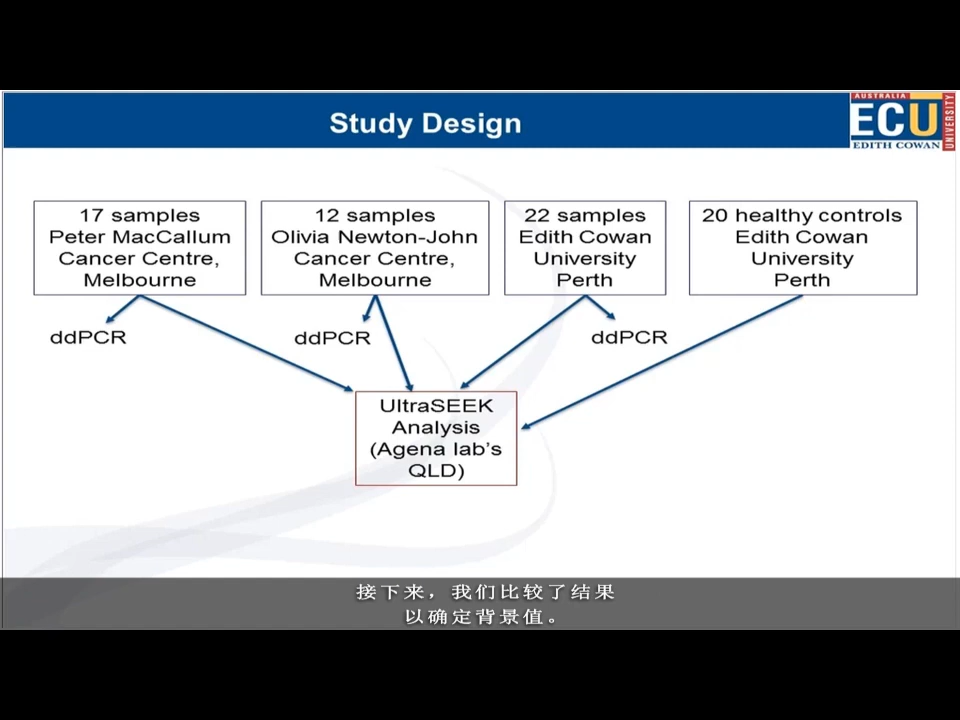 Study Design
AUSTRALIA
ECU
EDITH COWAN
UNIVERSITY
17 samples
Peter MacCallum
Cancer Centre,
Melbourne
12 samples
Olivia Newton-John
Cancer Centre,
Melbourne
22 samples
Edith Cowan
University
Perth
20 healthy controls
Edith Cowan
University
Perth
ddPCR
ddPCR
ddPCR
UltraSEEK
Analysis
(Agena lab's
QLD)
接下来，我们比较了结果
以确定背景值。